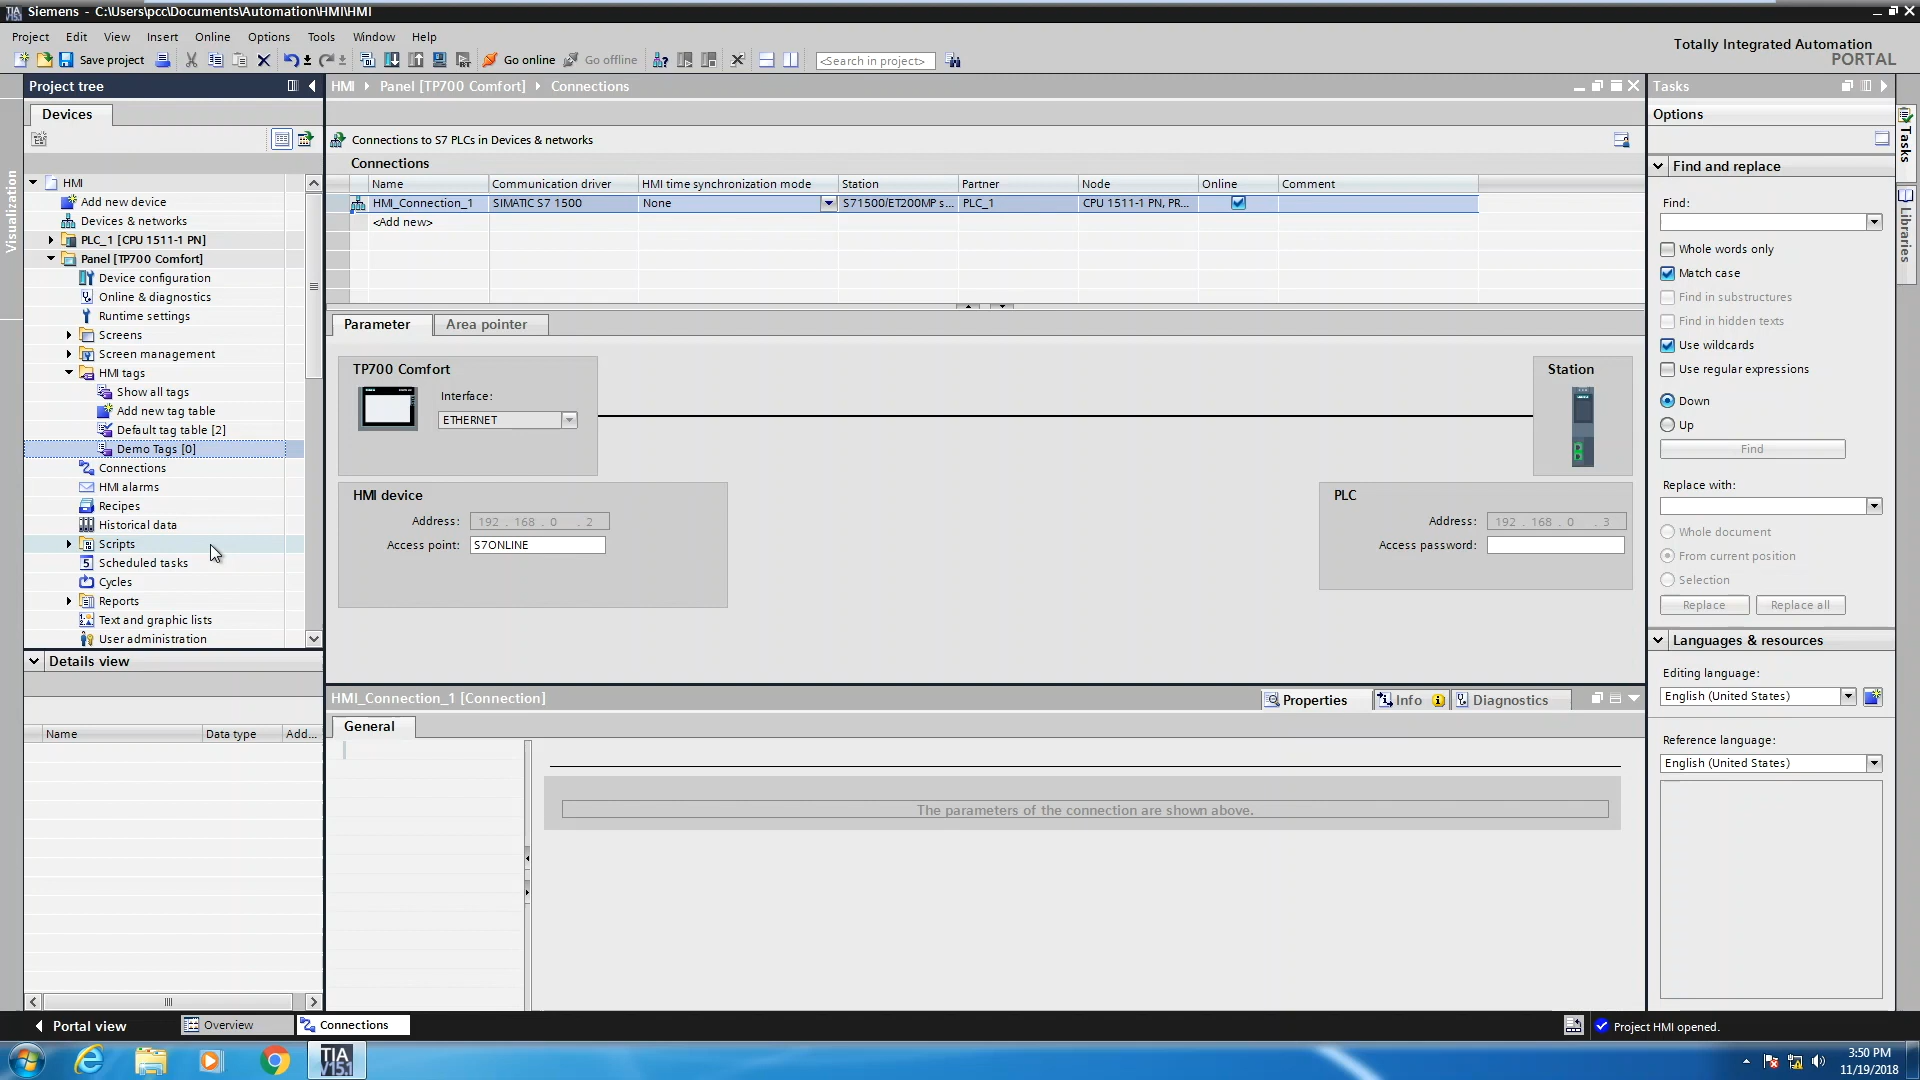 Siemens - C:\Users\pcc\Documents\Automation\HMI\HMI
Project Edit View Insert Online Options Tools Window Help
Totally Integrated Automation
PORTAL
Save project
Go online
Go offline
<Search in project>
Project tree
HMI
Panel [TP700 Comfort]
Connections
Tasks
Devices
Options
Visualization
Connections to S7 PLCs in Devices & networks
Connections
Name Communication driver HMI time synchronization mode Station Partner Node Online Comment
HMI_Connection_1 SIMATIC S7 1500 None S71500/ET200MP s... PLC_1 CPU 1511-1 PN, PR...
<Add new>
HMI
Add new device
Devices & networks
PLC_1 [CPU 1511-1 PN]
Panel [TP700 Comfort]
Device configuration
Online & diagnostics
Runtime settings
Screens
Screen management
HMI tags
Show all tags
Add new tag table
Default tag table [2]
Demo Tags [0]
Connections
HMI alarms
Recipes
Historical data
Scripts
Scheduled tasks
5
Cycles
Reports
Text and graphic lists
User administration
Parameter
Area pointer
TP700 Comfort
Interface:
ETHERNET
Station
HMI device
Address: 192 . 168 . 0 . 2
Access point: S7ONLINE
PLC
Address: 192 . 168 . 0 . 3
Access password:
Find and replace
Find:
Whole words only
Match case
Find in substructures
Find in hidden texts
Use wildcards
Use regular expressions
Down
Up
Find
Replace with:
Whole document
From current position
Selection
Replace
Replace all
Languages & resources
Editing language:
English (United States)
Reference language:
English (United States)
Tasks
Libraries
Details view
Name Data type Add...
HMI_Connection_1 [Connection]
Properties
Info
Diagnostics
General
The parameters of the connection are shown above.
Portal view
Overview
Connections
Project HMI opened.
TIA
V15.1
3:50 PM
11/19/2018